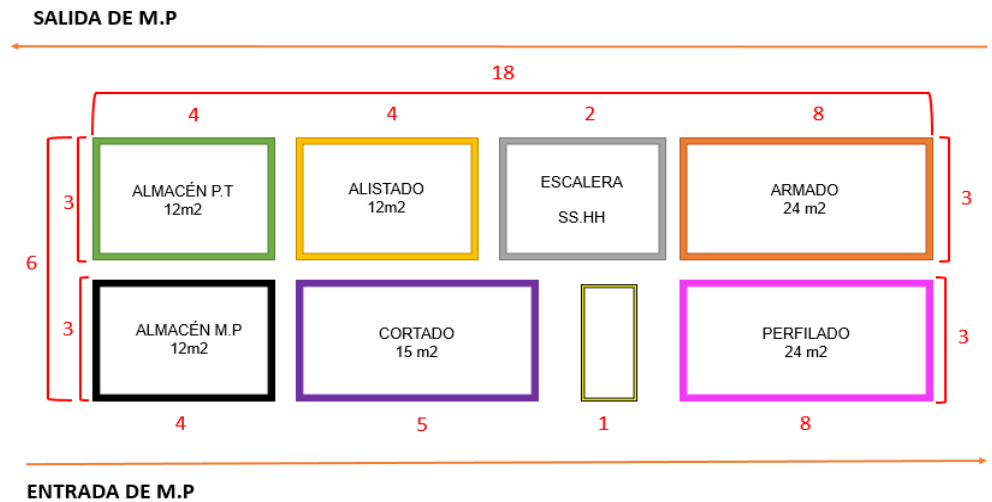 SALIDA DE M.P
18
4
4
2
8
ALMACÉN P.T
12m2
ALISTADO
12m2
ESCALERA
SS.HH
ARMADO
24 m2
3
3
6
ALMACÉN M.P
12m2
CORTADO
15 m2
PERFILADO
24 m2
3
3
4
5
1
8
ENTRADA DE M.P